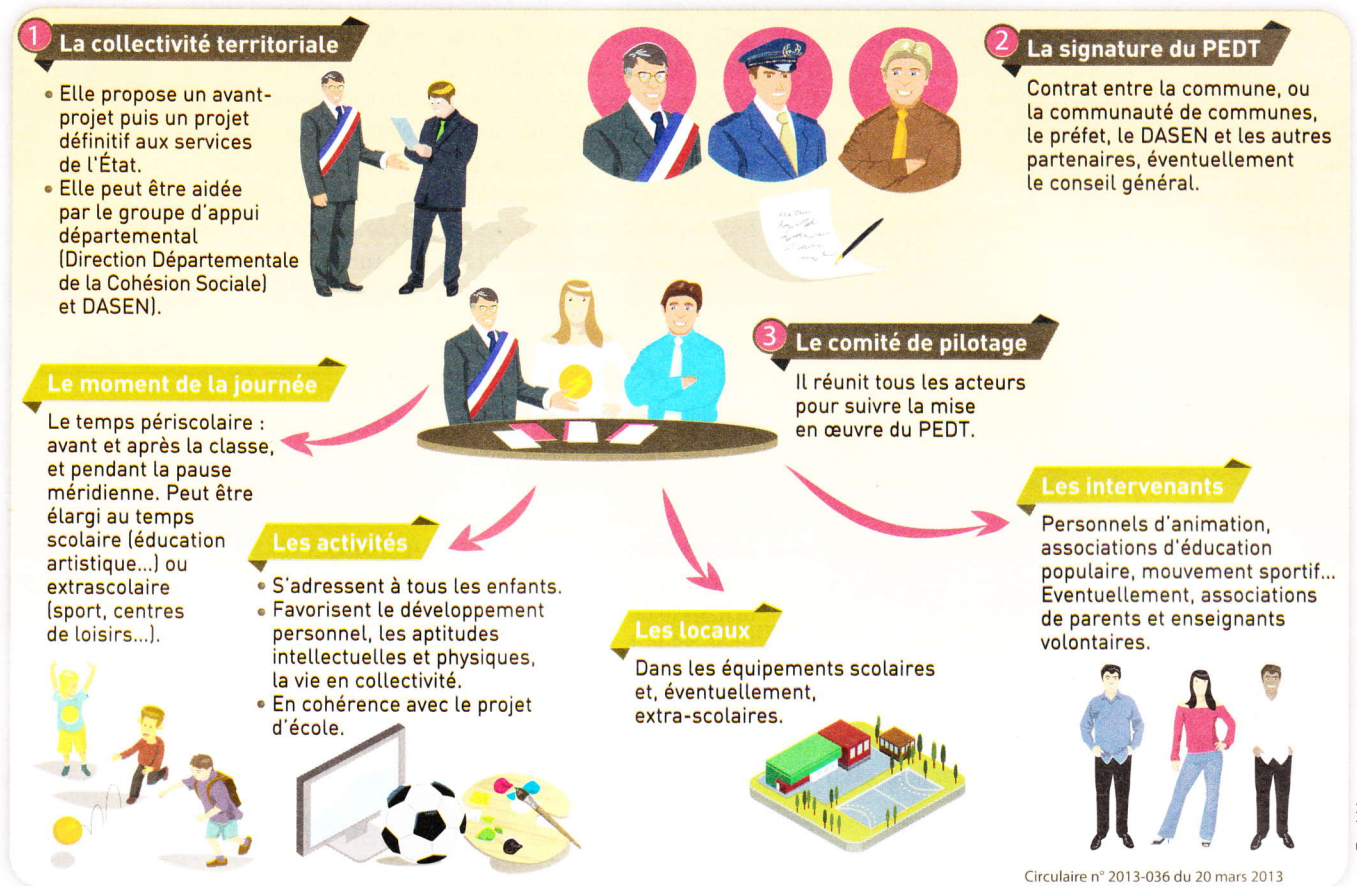 1 La collectivité territoriale
• Elle propose un avant-
projet puis un projet
définitif aux services
de l'État.
• Elle peut être aidée
par le groupe d'appui
départemental
(Direction Départementale
de la Cohésion Sociale)
et DASEN).
2 La signature du PEDT
Contrat entre la commune, ou
la communauté de communes,
le préfet, le DASEN et les autres
partenaires, éventuellement
le conseil général.
3 Le comité de pilotage
Il réunit tous les acteurs
pour suivre la mise
en œuvre du PEDT.
Le moment de la journée
Le temps périscolaire :
avant et après la classe,
et pendant la pause
méridienne. Peut être
élargi au temps
scolaire (éducation
artistique...) ou
extrascolaire
(sport, centres
de loisirs...).
Les activités
• S'adressent à tous les enfants.
• Favorisent le développement
personnel, les aptitudes
intellectuelles et physiques,
la vie en collectivité.
• En cohérence avec le projet
d'école.
Les locaux
Dans les équipements scolaires
et, éventuellement,
extra-scolaires.
Les intervenants
Personnels d'animation,
associations d'éducation
populaire, mouvement sportif...
Eventuellement, associations
de parents et enseignants
volontaires.
Circulaire n° 2013-036 du 20 mars 2013